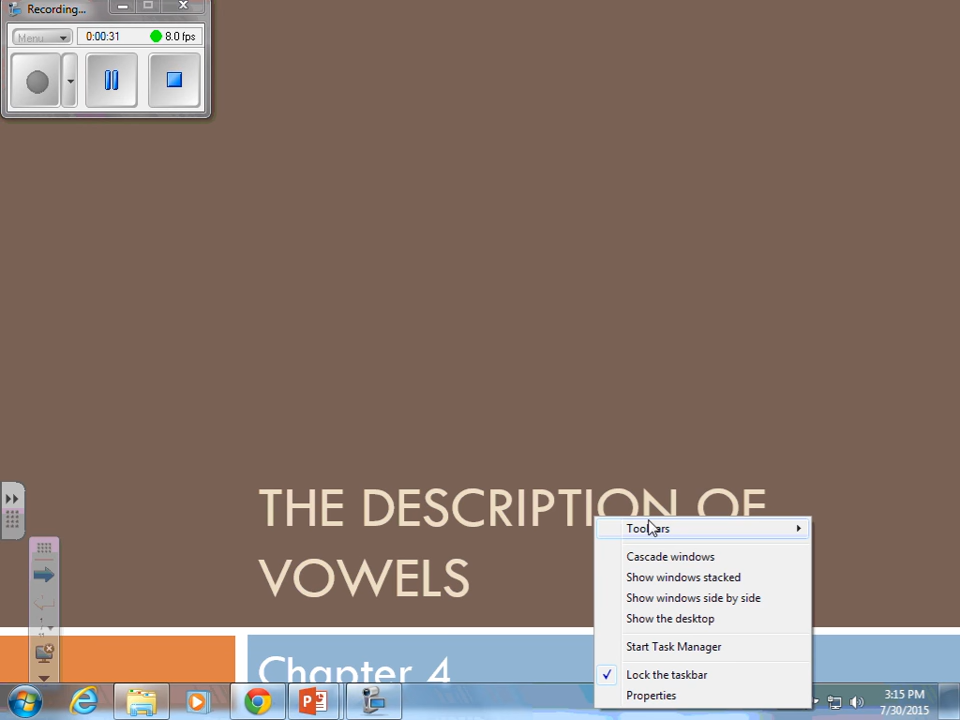 Recording...
Menu 0:00:31 8.0 fps
THE DESCRIPTION OF
VOWELS
Chapter 4
Toolbars
Cascade windows
Show windows stacked
Show windows side by side
Show the desktop
Start Task Manager
Lock the taskbar
Properties
3:15 PM
7/30/2015